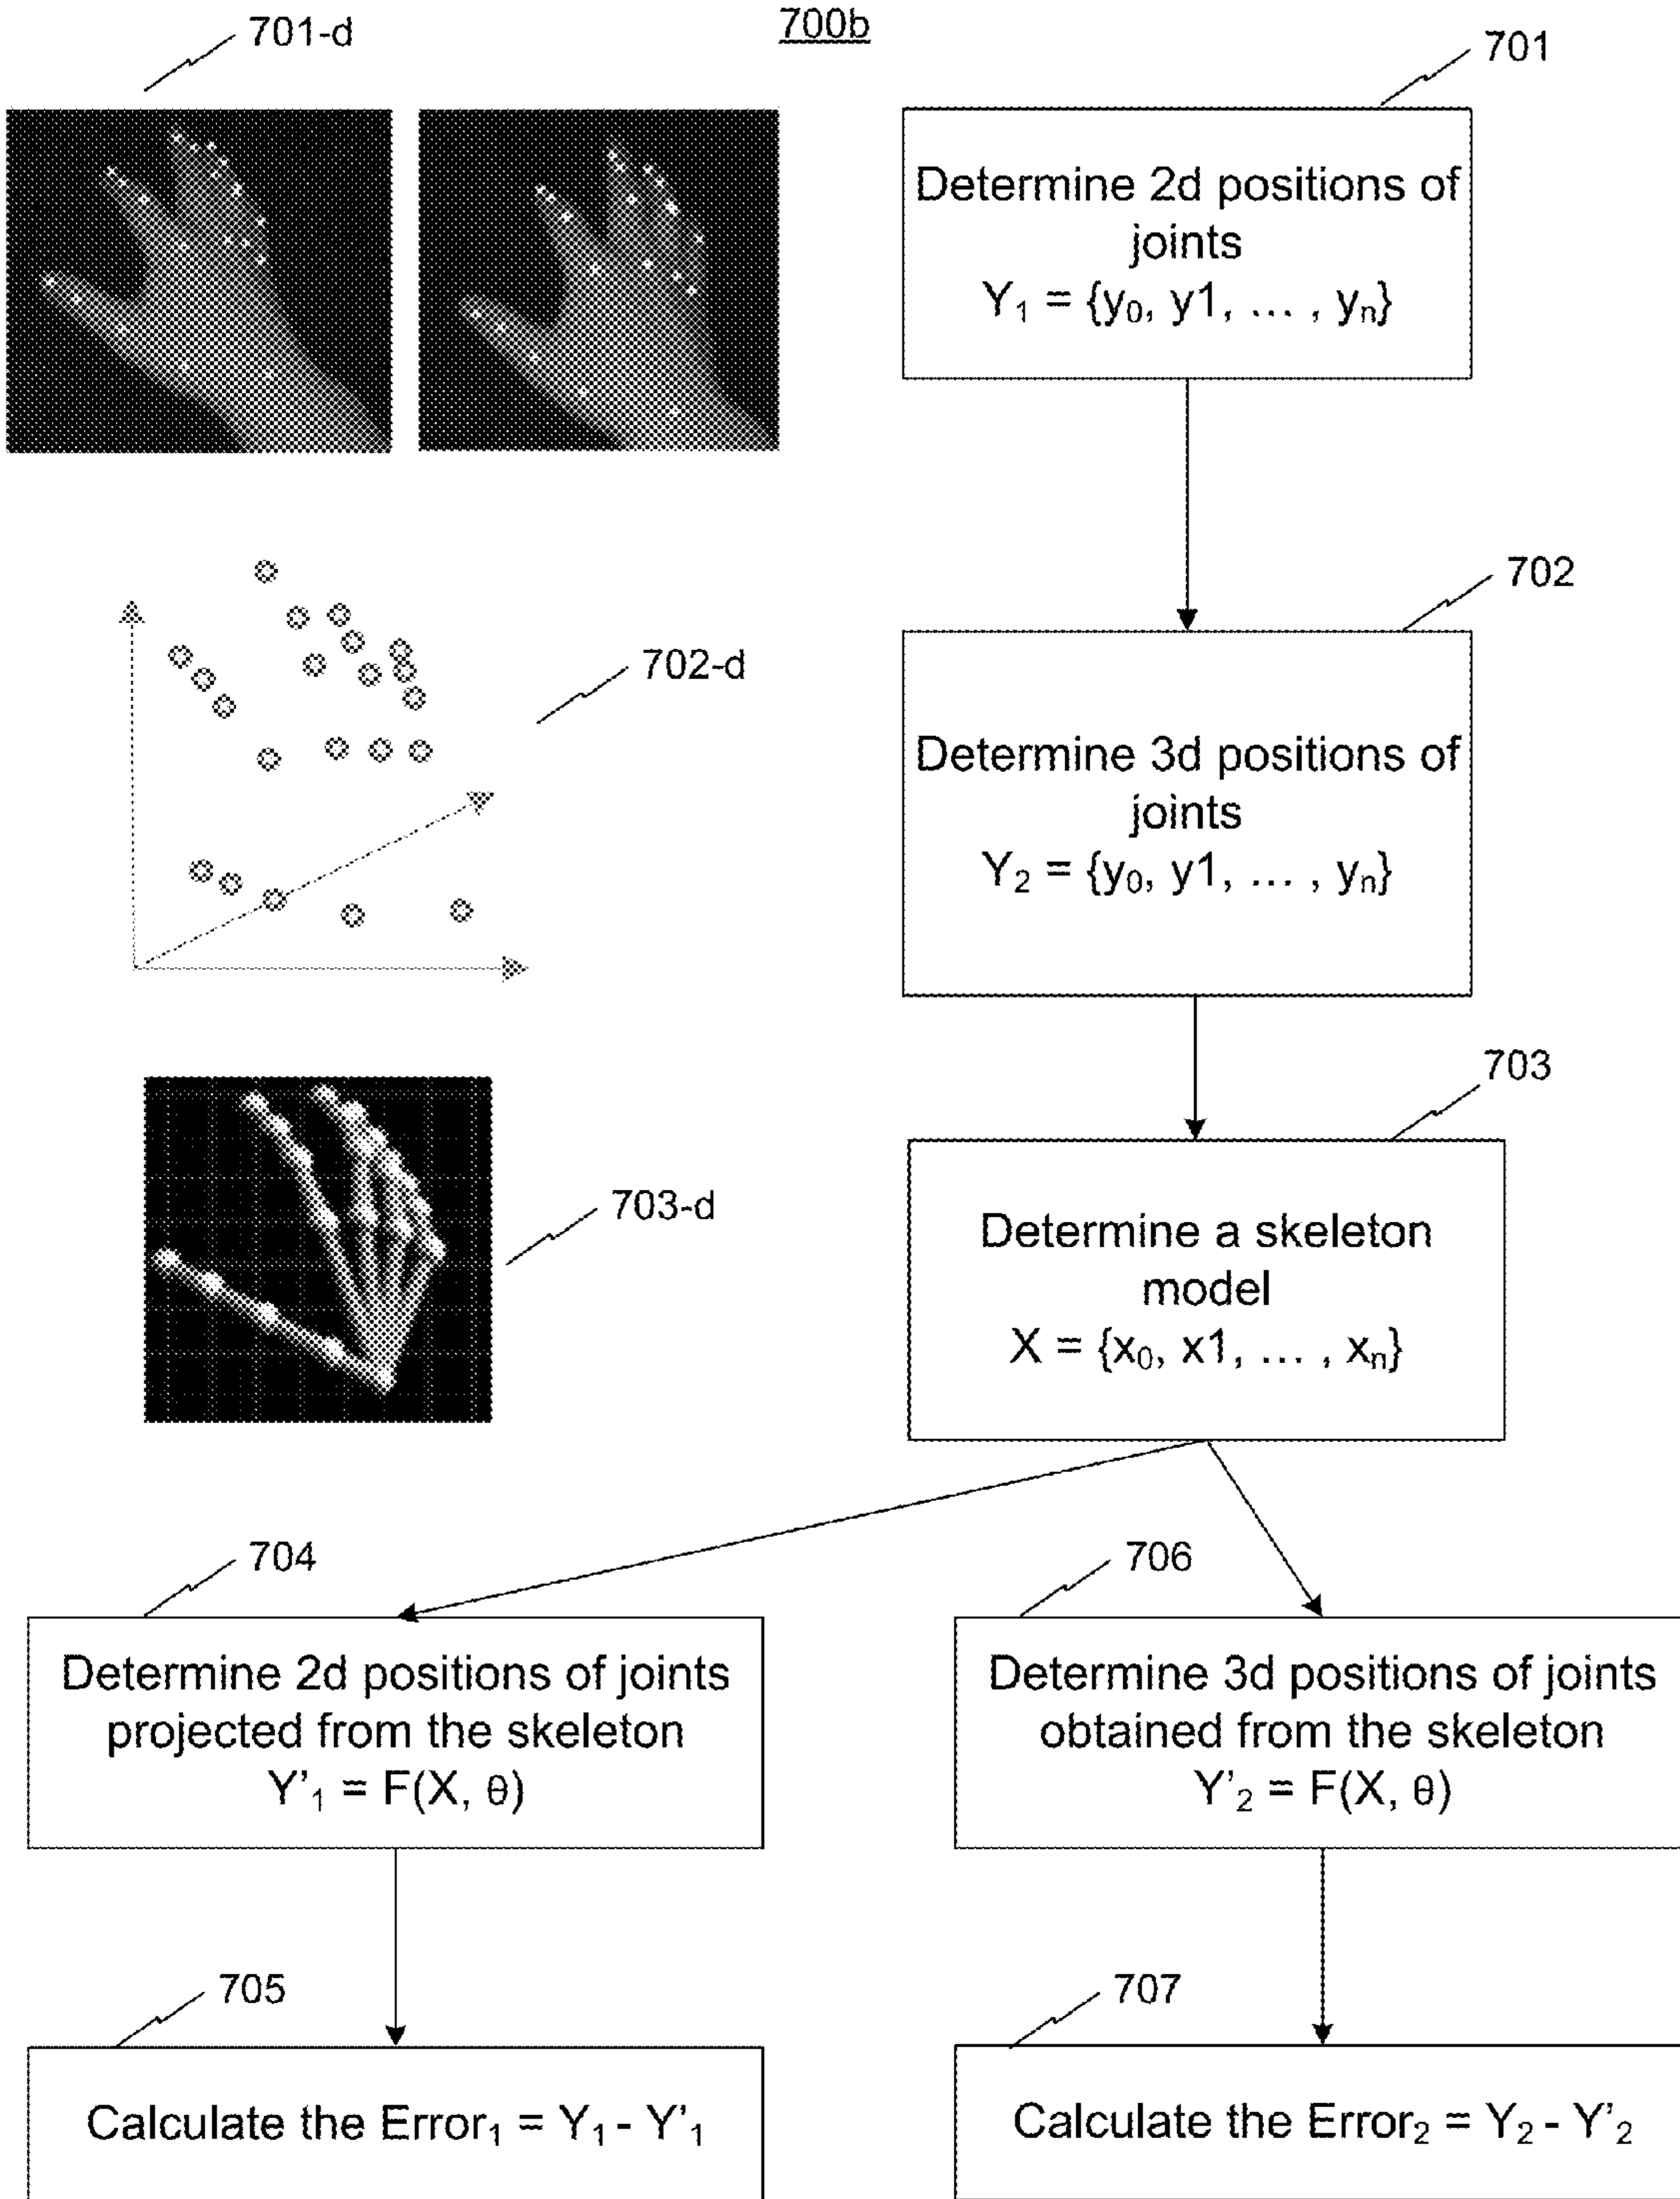 700b
701-d
701
Determine 2d positions of
joints
Y₁ = {y₀, y1, ... , yₙ}
702
702-d
Determine 3d positions of
joints
Y₂ = {y₀, y1, ... , yₙ}
703
703-d
Determine a skeleton
model
X = {x₀, x1, ... , xₙ}
704
Determine 2d positions of joints
projected from the skeleton
Y'₁ = F(X, θ)
706
Determine 3d positions of joints
obtained from the skeleton
Y'₂ = F(X, θ)
705
Calculate the Error₁ = Y₁ - Y'₁
707
Calculate the Error₂ = Y₂ - Y'₂